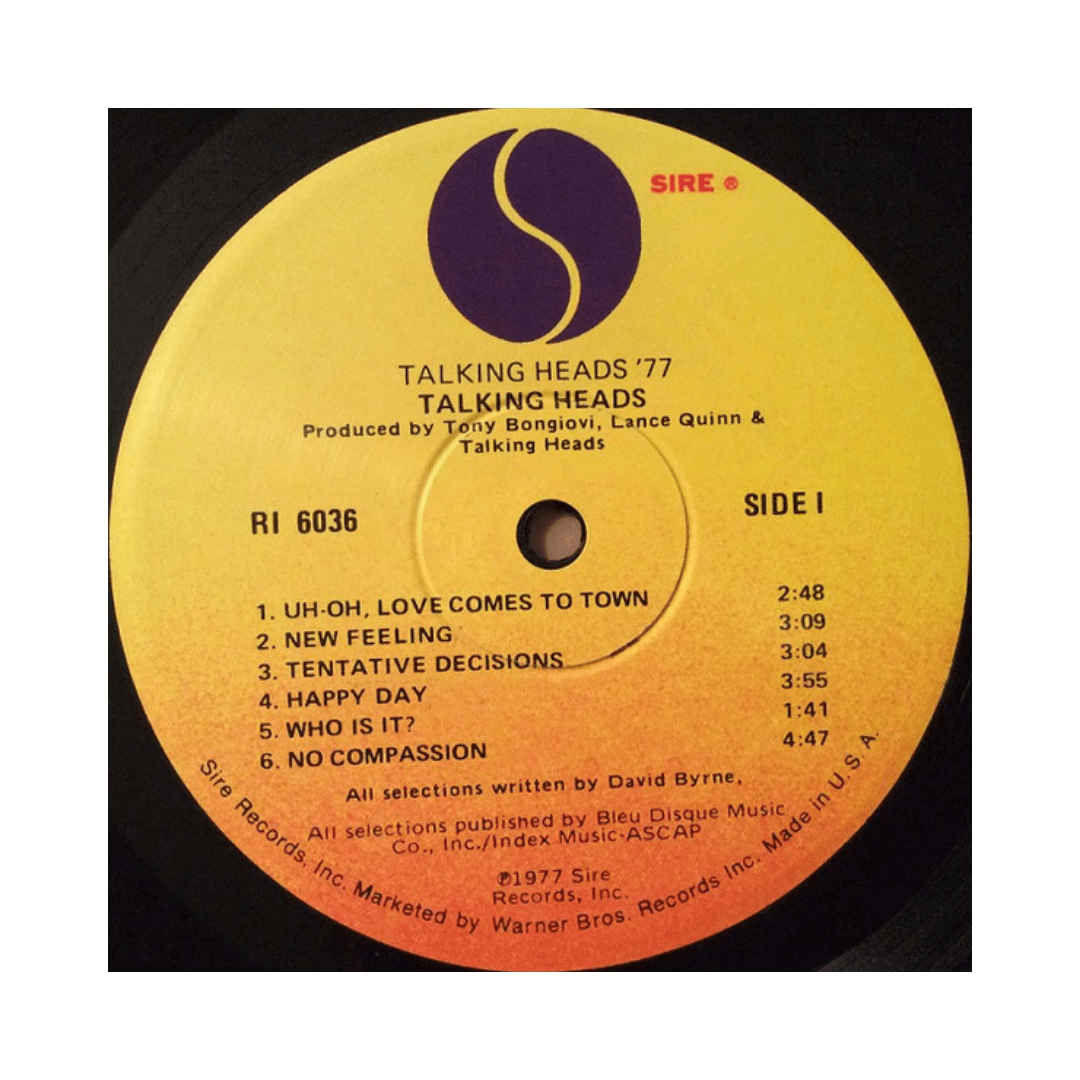 SIRE ®
TALKING HEADS '77
TALKING HEADS
Produced by Tony Bongiovi, Lance Quinn &
Talking Heads
RI 6036
SIDE I
1. UH-OH, LOVE COMES TO TOWN 2:48
2. NEW FEELING 3:09
3. TENTATIVE DECISIONS 3:04
4. HAPPY DAY 3:55
5. WHO IS IT? 1:41
6. NO COMPASSION 4:47
All selections written by David Byrne,
All selections published by Bleu Disque Music
Co., Inc./Index Music-ASCAP
℗1977 Sire
Records, Inc.
Sire Records, Inc. Marketed by Warner Bros. Records Inc. Made in U.S.A.